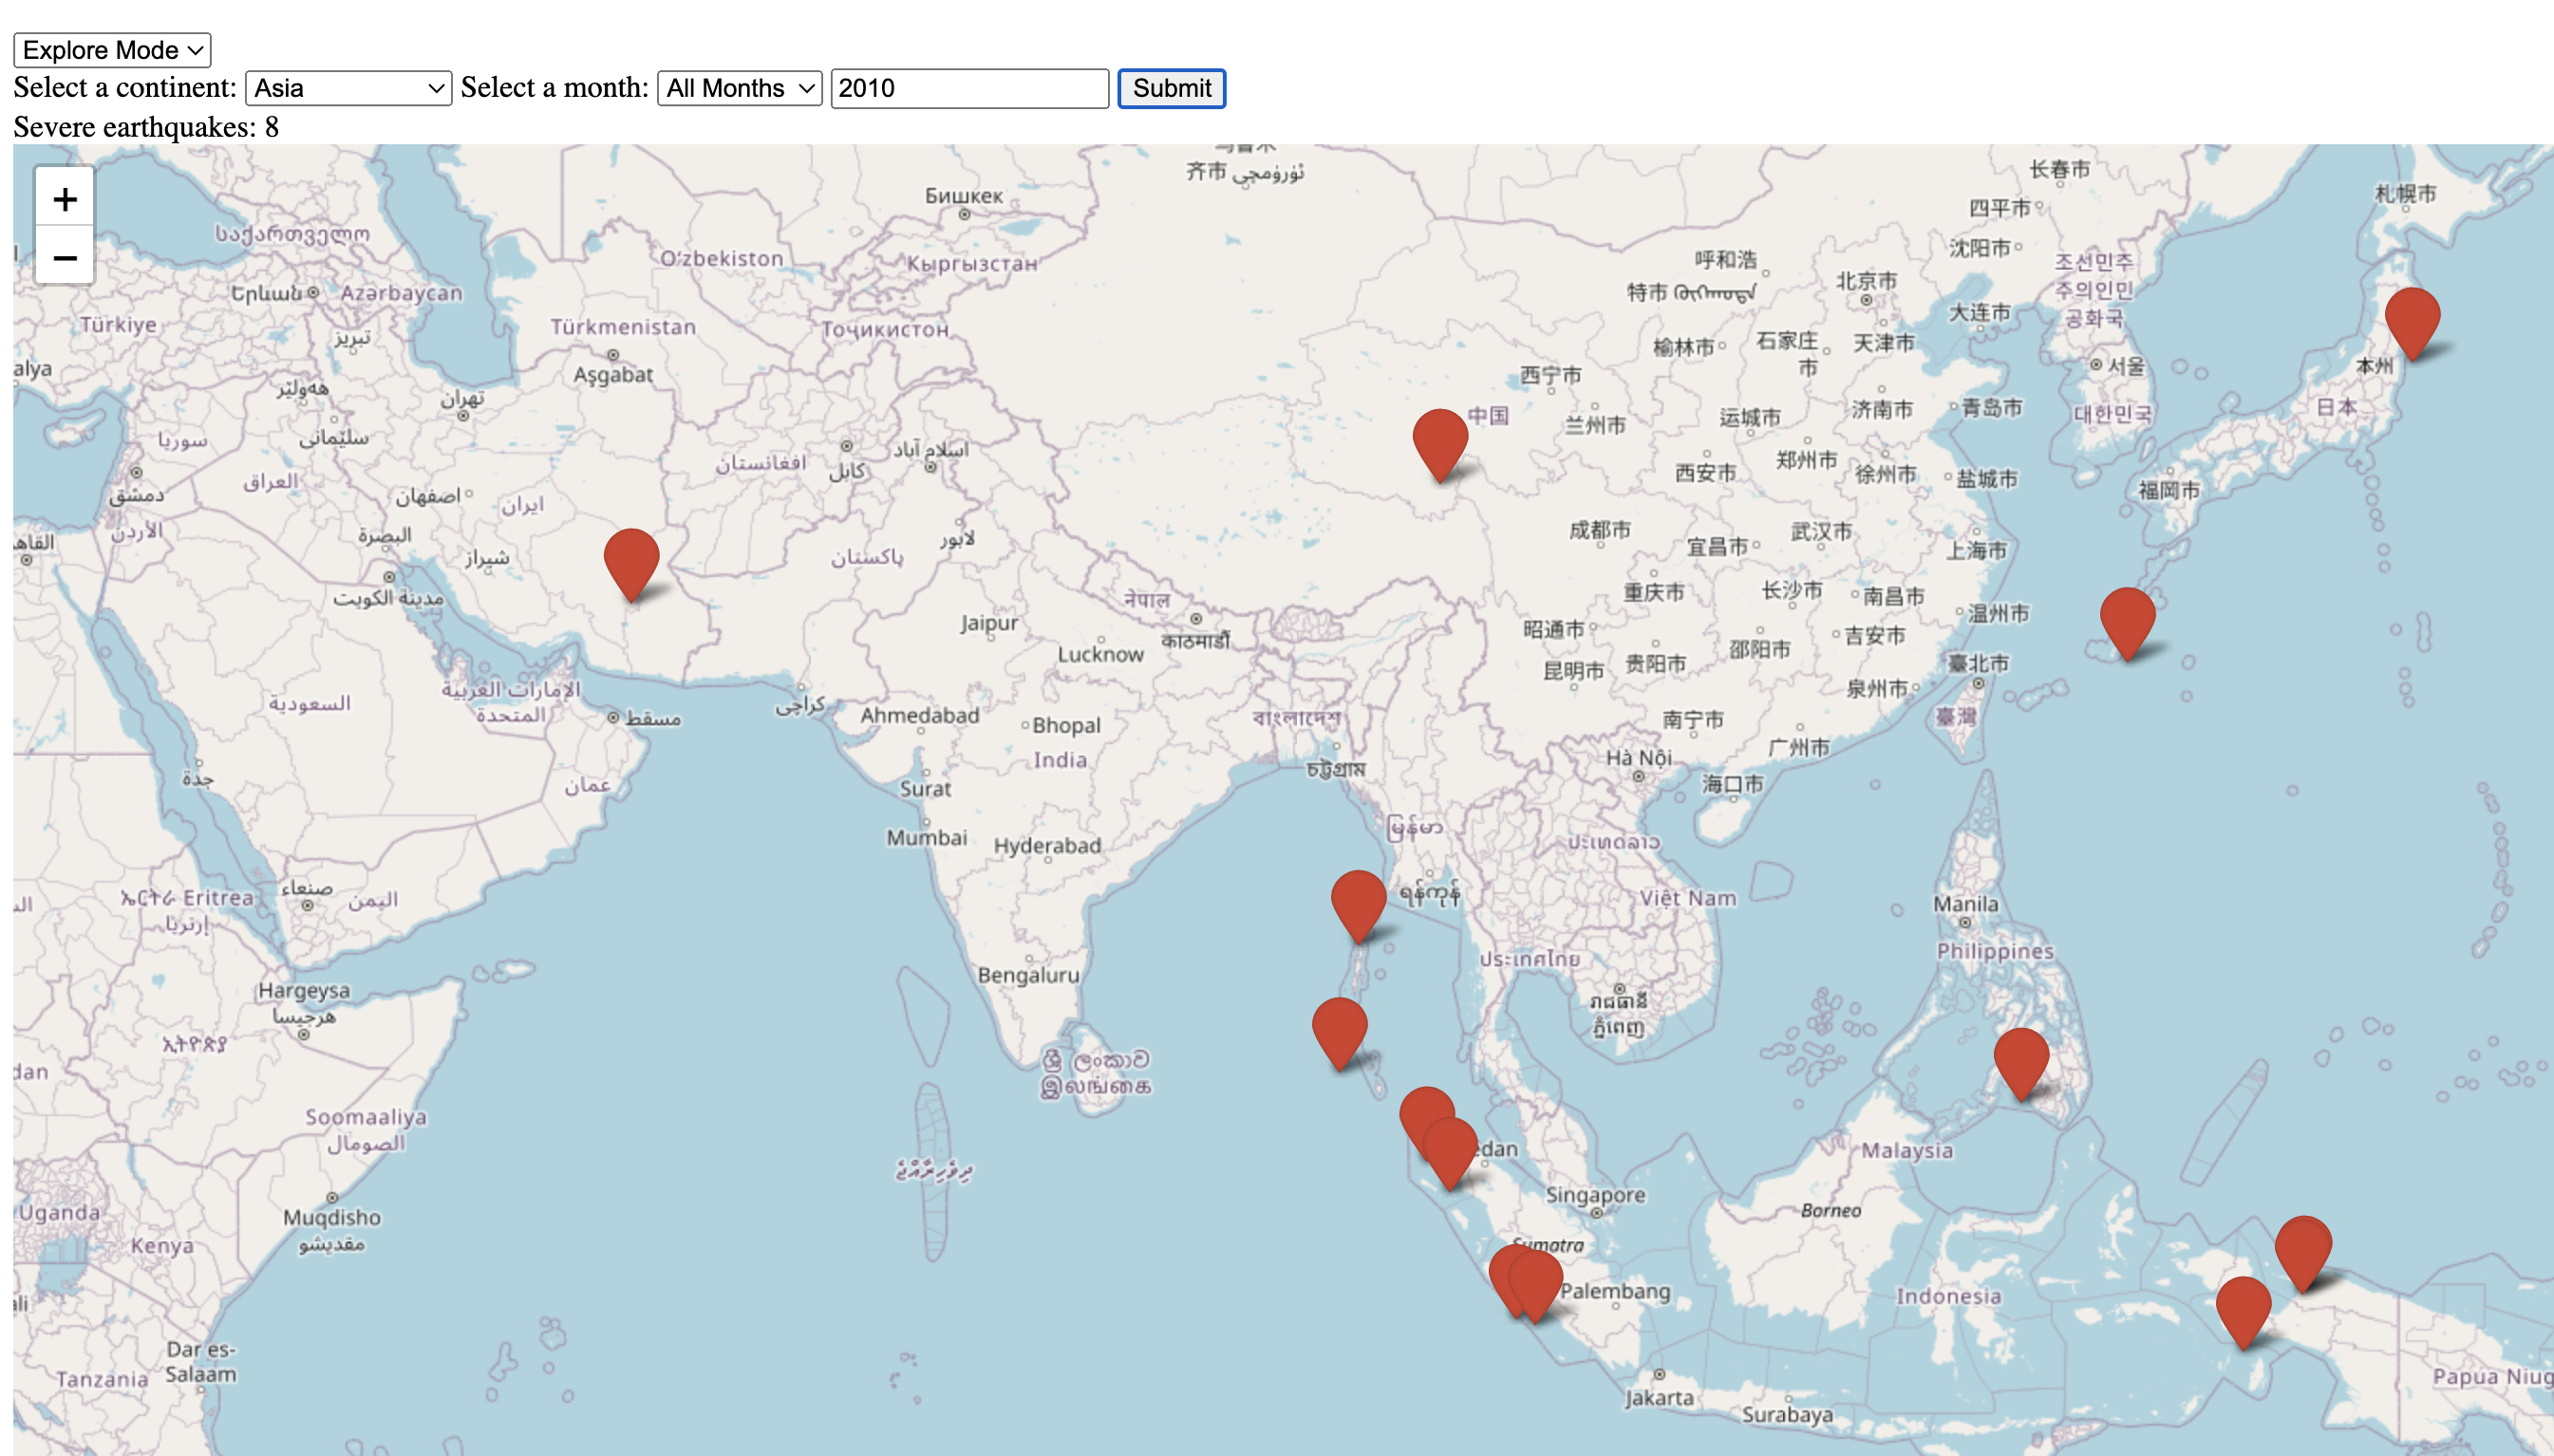 Explore Mode
Select a continent: Asia Select a month: All Months 2010 Submit
Severe earthquakes: 8
+
−
齐市 ئۈرۈمچی
长春市
札幌市
Бишкек
四平市
საქართველო
沈阳市
O'zbekiston
Кыргызстан
呼和浩
特市
조선민주
주의인민
공화국
北京市
Երևան
Azərbaycan
大连市
Türkiye
Türkmenistan
Тоҷикистон
تبریز
榆林市
石家庄
市
天津市
Aşgabat
서울
本州
西宁市
هەولێر
تهران
中国
兰州市
运城市
济南市
青岛市
대한민국
日本
سلێمانی
سوريا
افغانستان
کابل
اسلام آباد
西安市
郑州市
徐州市
盐城市
福岡市
العراق
دمشق
اصفهان
ایران
الأردن
البصرة
شیراز
پاکستان
لاہور
成都市
宜昌市
武汉市
上海市
مدينة الكويت
नेपाल
काठमाडौं
重庆市
长沙市
南昌市
温州市
Jaipur
Lucknow
昭通市
昆明市
贵阳市
邵阳市
吉安市
臺北市
السعودية
الإمارات العربية
المتحدة
مسقط
کراچی
Ahmedabad
Bhopal
India
বাংলাদেশ
চট্টগ্রাম
南宁市
泉州市
臺灣
广州市
Hà Nội
海口市
جدة
عمان
Surat
Mumbai
Hyderabad
မြန်မာ
ရန်ကုန်
ປະເທດລາວ
صنعاء
اليمن
ኤርትራ Eritrea
إرتريا
Việt Nam
Manila
Philippines
ประเทศไทย
Bengaluru
Hargeysa
هرجيسا
រាជធានី
ភ្នំពេញ
ኢትዮጵያ
ශ්‍රී ලංකාව
இலங்கை
Soomaaliya
الصومال
Malaysia
Singapore
ދިވެހިރާއްޖެ
Uganda
Kenya
Muqdisho
مقديشو
Borneo
Sumatra
Palembang
Indonesia
Dar es-
Salaam
Tanzania
Jakarta
Surabaya